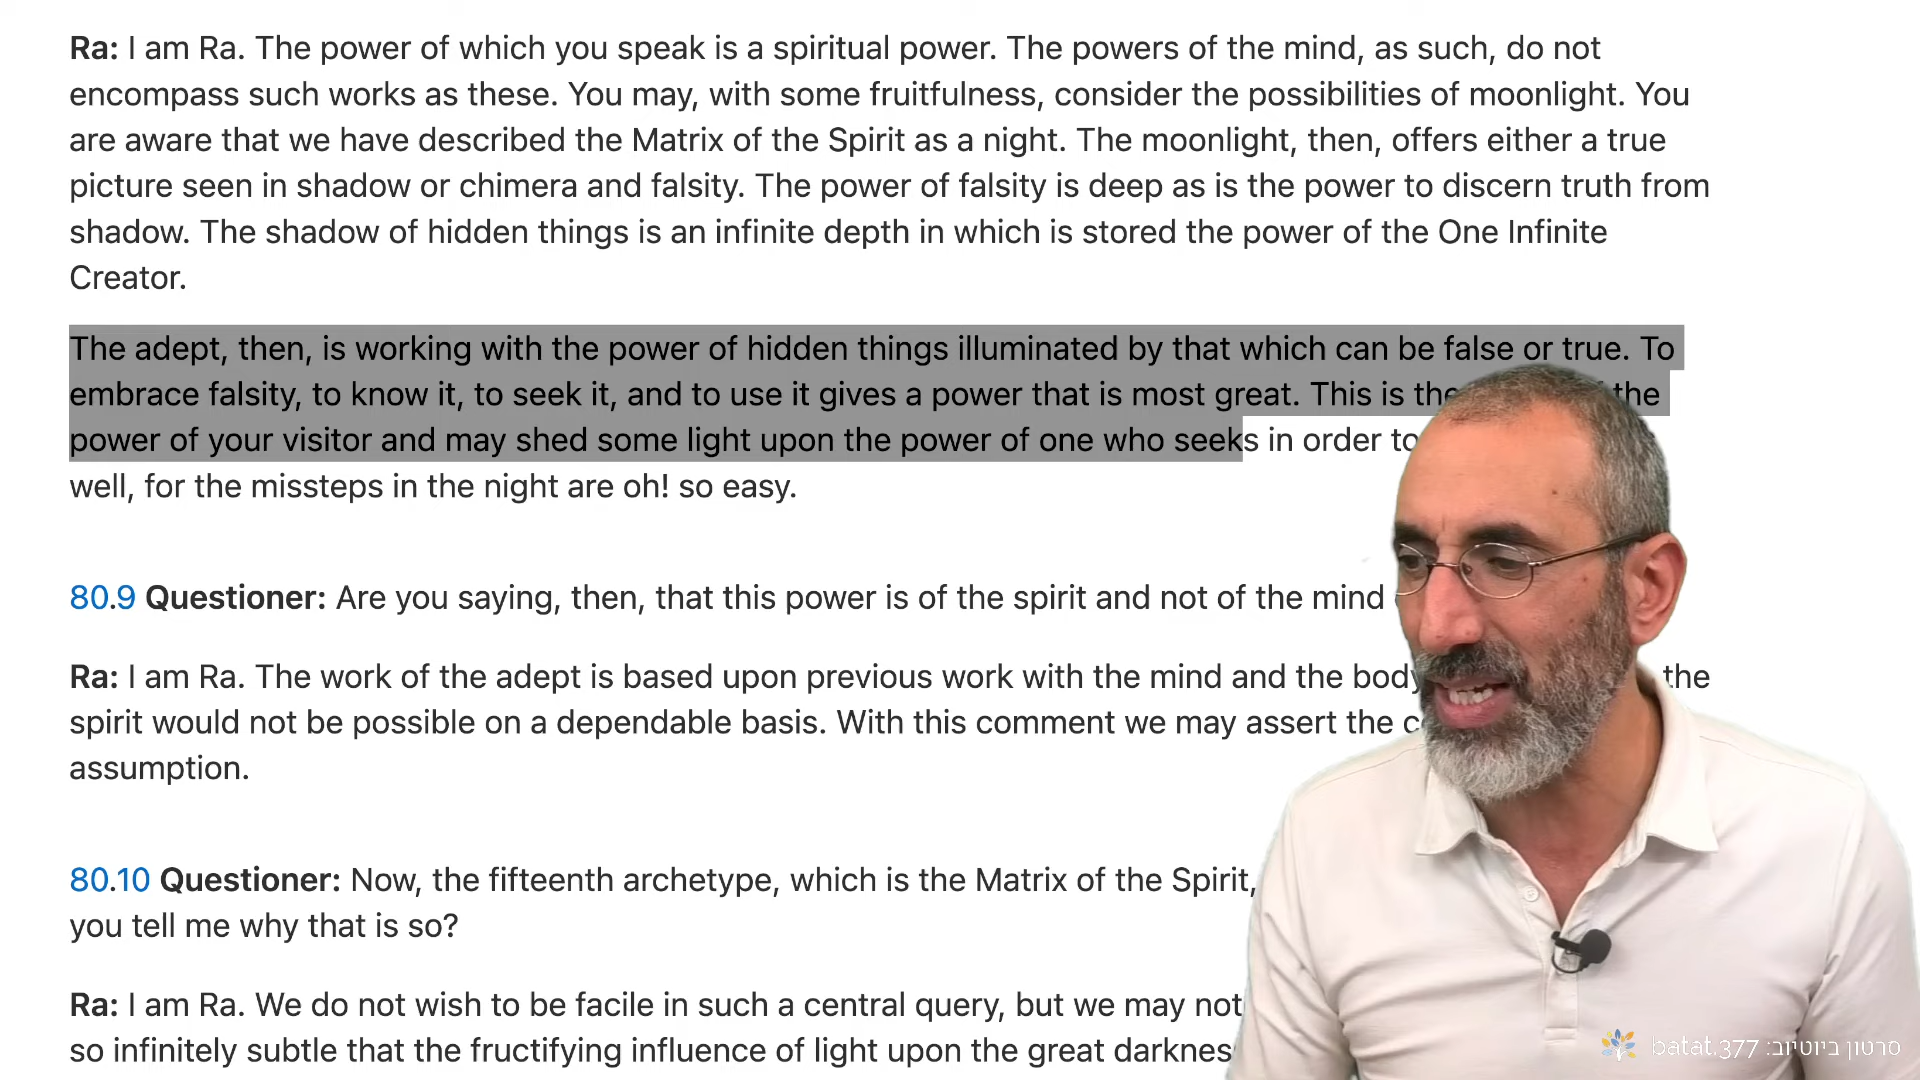 Ra: I am Ra. The power of which you speak is a spiritual power. The powers of the mind, as such, do not
encompass such works as these. You may, with some fruitfulness, consider the possibilities of moonlight. You
are aware that we have described the Matrix of the Spirit as a night. The moonlight, then, offers either a true
picture seen in shadow or chimera and falsity. The power of falsity is deep as is the power to discern truth from
shadow. The shadow of hidden things is an infinite depth in which is stored the power of the One Infinite
Creator.
The adept, then, is working with the power of hidden things illuminated by that which can be false or true. To
embrace falsity, to know it, to seek it, and to use it gives a power that is most great. This is the the
power of your visitor and may shed some light upon the power of one who seeks in order to
well, for the missteps in the night are oh! so easy.
80.9 Questioner: Are you saying, then, that this power is of the spirit and not of the mind
Ra: I am Ra. The work of the adept is based upon previous work with the mind and the body the
spirit would not be possible on a dependable basis. With this comment we may assert the
assumption.
80.10 Questioner: Now, the fifteenth archetype, which is the Matrix of the Spirit,
you tell me why that is so?
Ra: I am Ra. We do not wish to be facile in such a central query, but we may
so infinitely subtle that the fructifying influence of light upon the great
סרטון ביוטיוב: batat.377